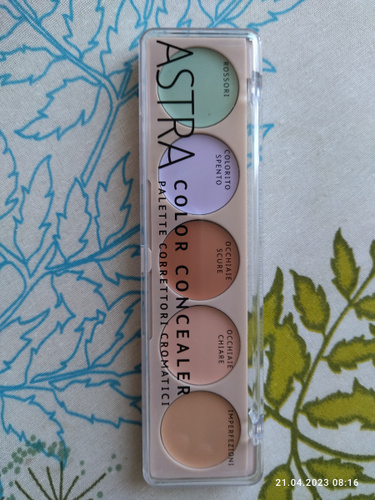 ASTRA
COLOR CONCEALER
PALETTE CORRETTORI CROMATICI
ROSSORI
COLORITO
SPENTO
OCCHIAIE
SCURE
OCCHIAIE
CHIARE
IMPERFEZIONI
21.04.2023 08:16